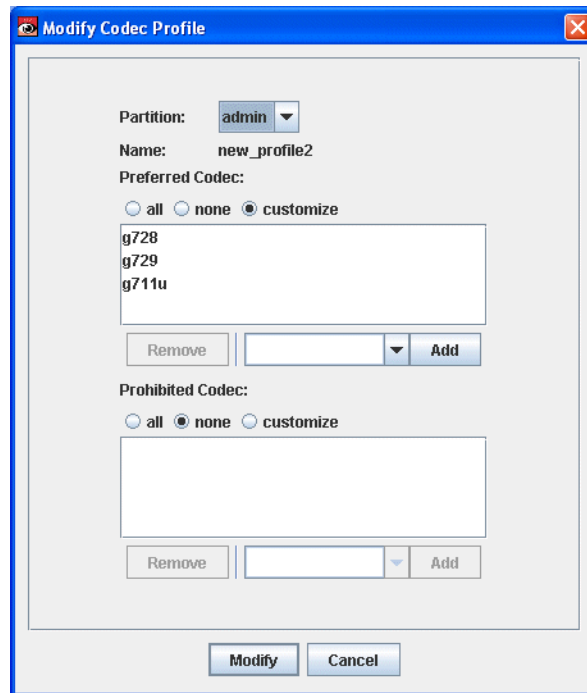 Modify Codec Profile
Partition: admin
Name: new_profile2
Preferred Codec:
all none customize
g728
g729
g711u
Remove Add
Prohibited Codec:
all none customize
Remove Add
Modify Cancel